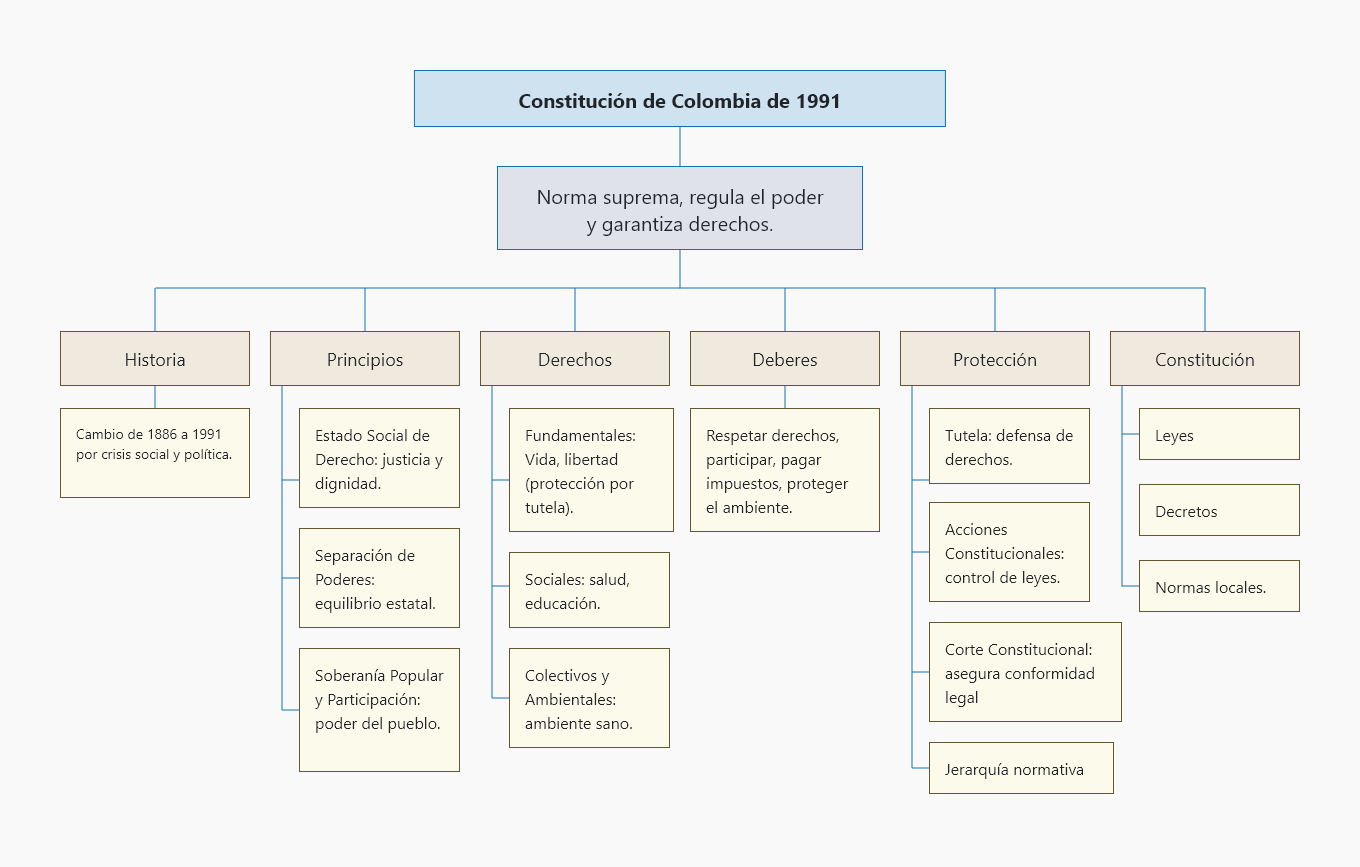 Constitución de Colombia de 1991
Norma suprema, regula el poder
y garantiza derechos.
Historia
Cambio de 1886 a 1991
por crisis social y política.
Principios
Estado Social de
Derecho: justicia y
dignidad.
Separación de
Poderes:
equilibrio estatal.
Soberanía Popular
y Participación:
poder del pueblo.
Derechos
Fundamentales:
Vida, libertad
(protección por
tutela).
Sociales: salud,
educación.
Colectivos y
Ambientales:
ambiente sano.
Deberes
Respetar derechos,
participar, pagar
impuestos, proteger
el ambiente.
Protección
Tutela: defensa de
derechos.
Acciones
Constitucionales:
control de leyes.
Corte Constitucional:
asegura conformidad
legal
Jerarquía normativa
Constitución
Leyes
Decretos
Normas locales.